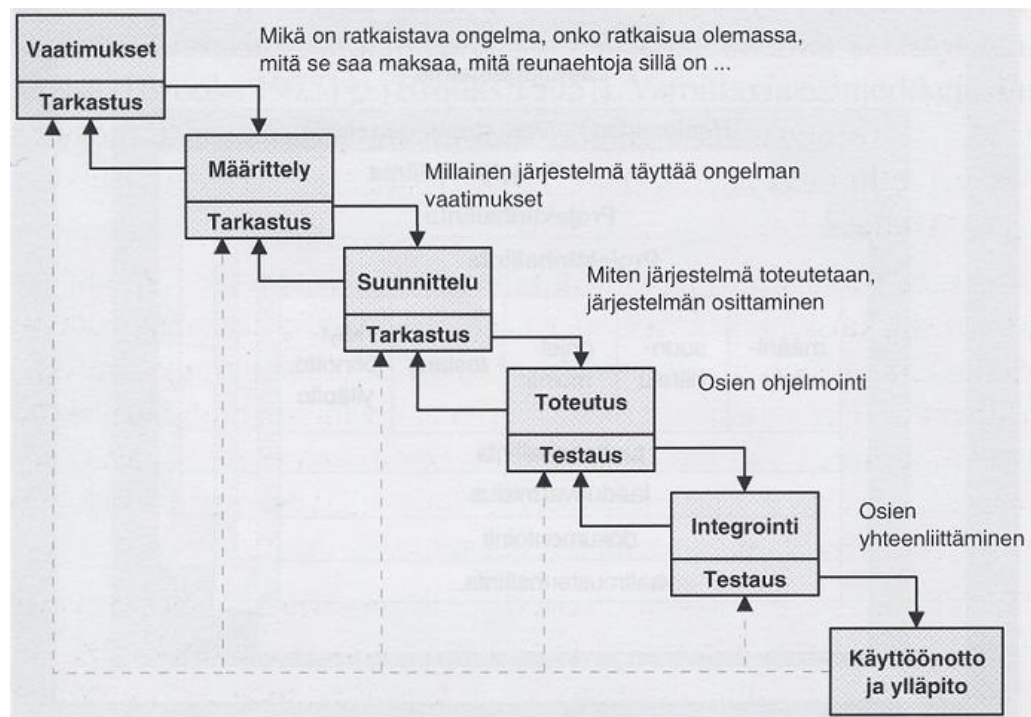 Vaatimukset
Tarkastus
Mikä on ratkaistava ongelma, onko ratkaisua olemassa,
mitä se saa maksaa, mitä reunaehtoja sillä on ...
Määrittely
Tarkastus
Millainen järjestelmä täyttää ongelman
vaatimukset
Suunnittelu
Tarkastus
Miten järjestelmä toteutetaan,
järjestelmän osittaminen
Toteutus
Testaus
Osien ohjelmointi
Integrointi
Testaus
Osien
yhteenliittäminen
Käyttöönotto
ja ylläpito